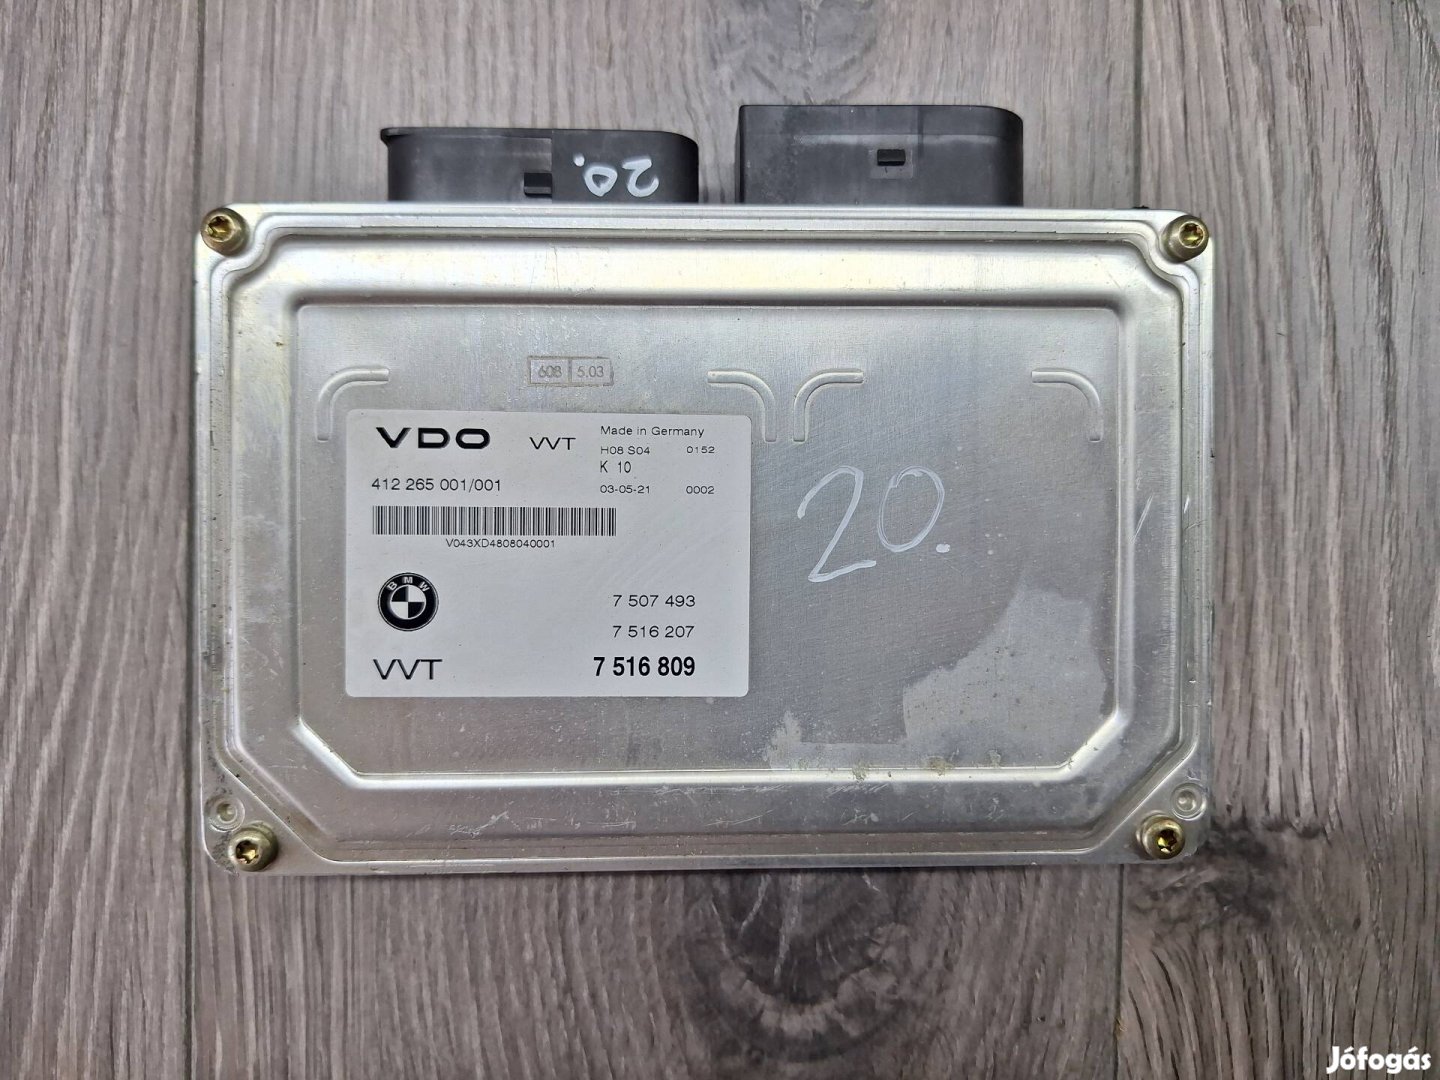 20.
608 5.03
VDO VVT Made in Germany
H08 S04 0152
K 10
412 265 001/001 03-05-21 0002
V043XD4808040001
BMW
7 507 493
7 516 207
VVT 7 516 809
20.
Jófogás